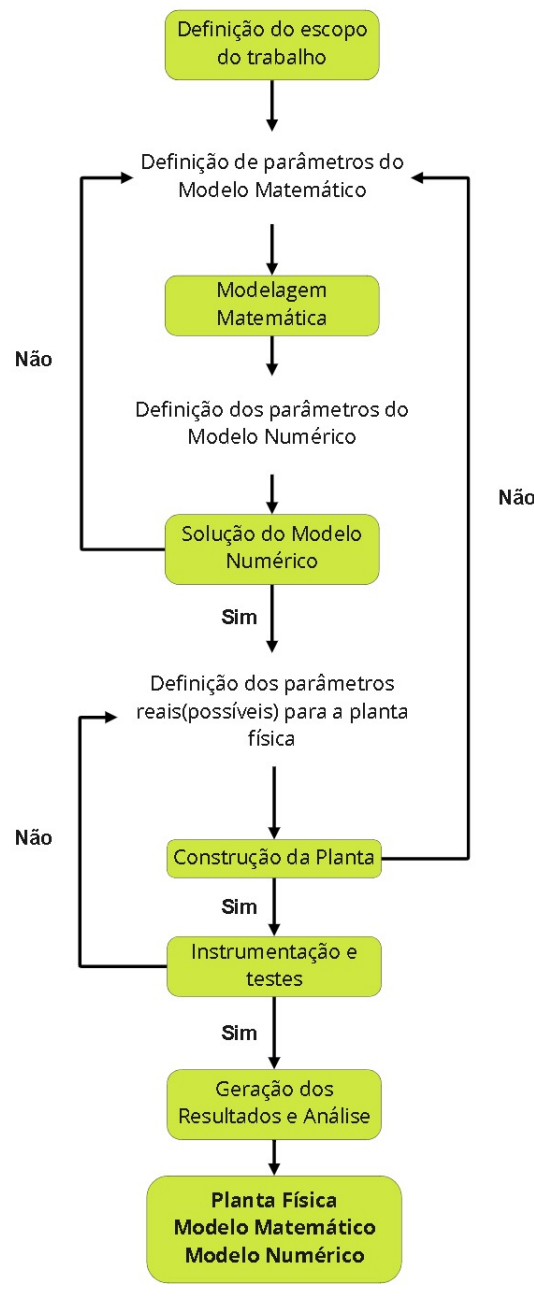 Definição do escopo
do trabalho
Definição de parâmetros do
Modelo Matemático
Modelagem
Matemática
Não
Definição dos parâmetros do
Modelo Numérico
Não
Solução do Modelo
Numérico
Sim
Definição dos parâmetros
reais(possíveis) para a planta
física
Não
Construção da Planta
Sim
Instrumentação e
testes
Sim
Geração dos
Resultados e Análise
Planta Física
Modelo Matemático
Modelo Numérico